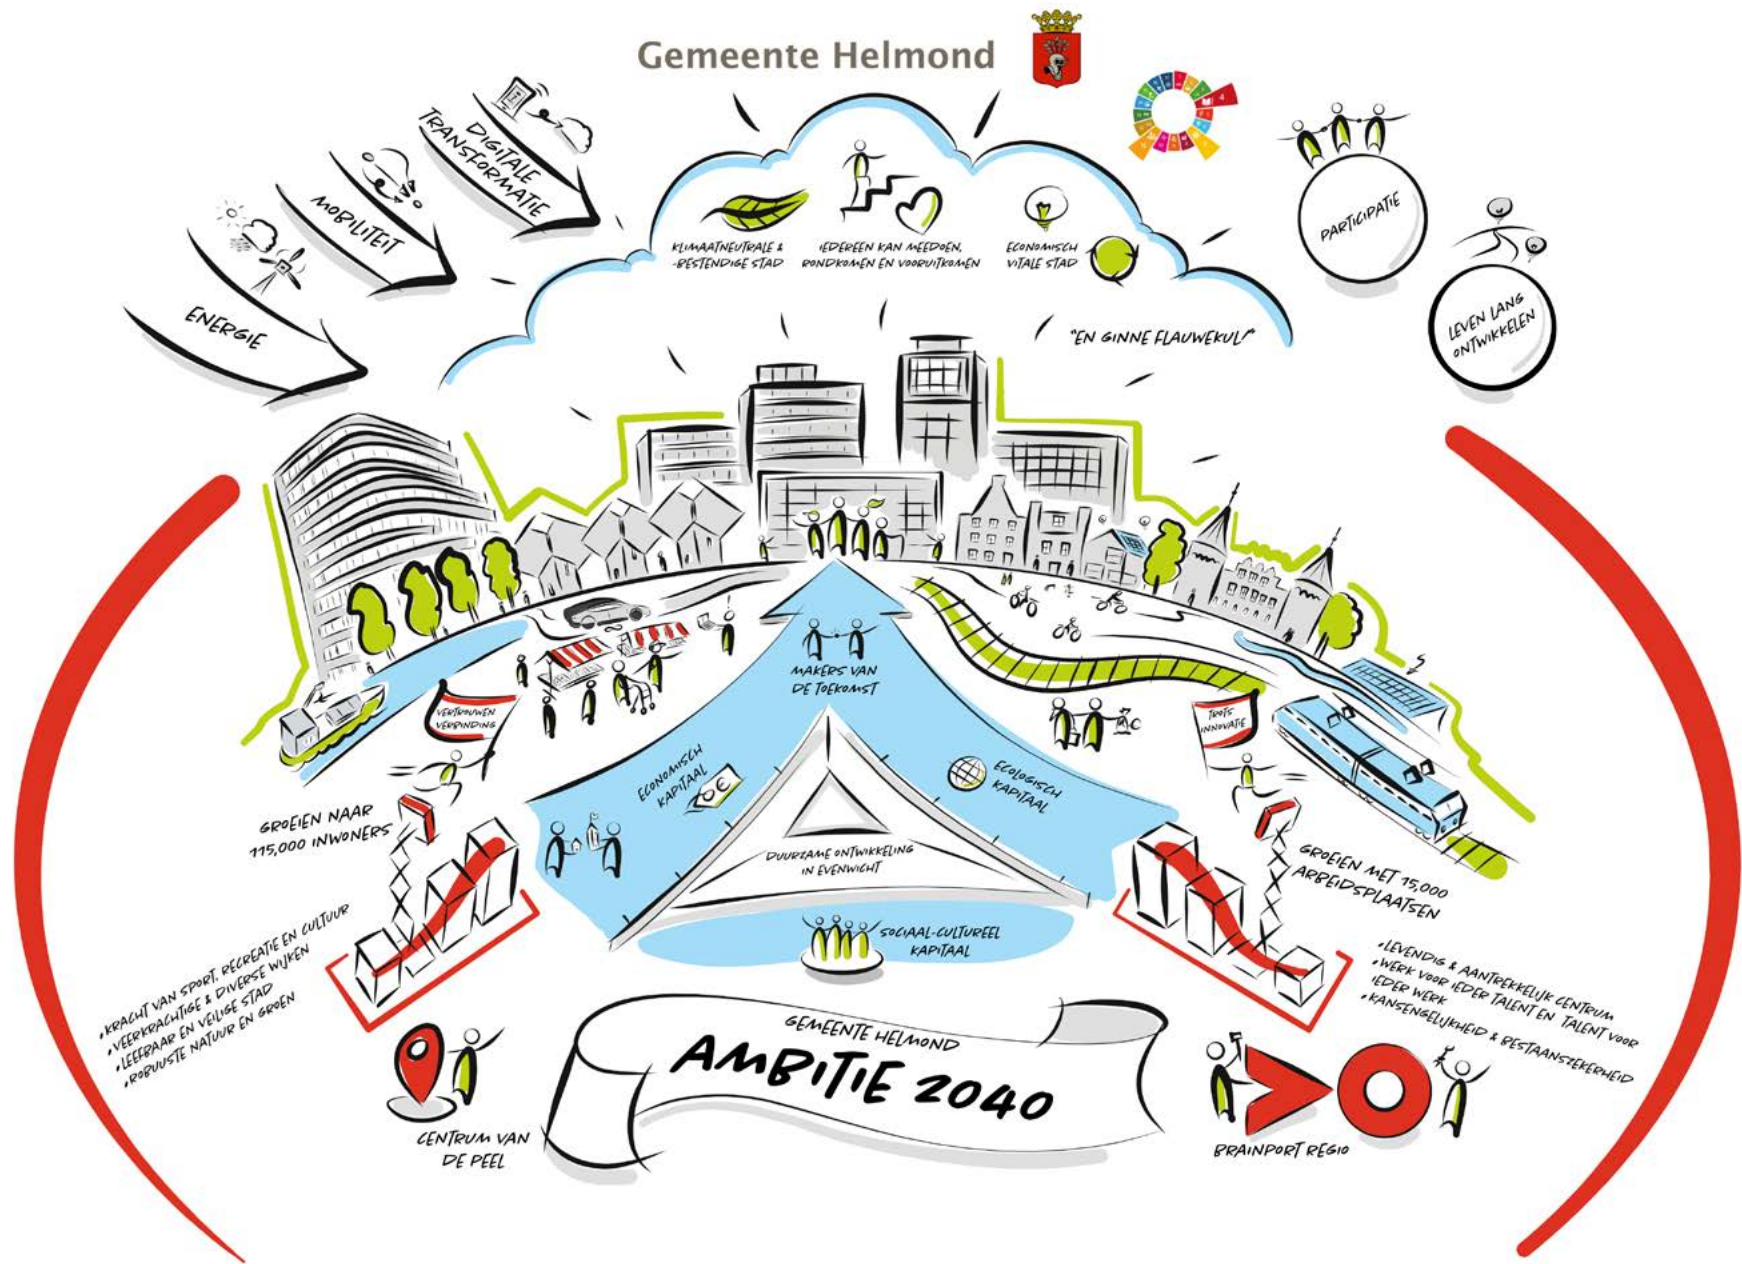 Gemeente Helmond
4
DIGITALE
TRANSFORMATIE
MOBILITEIT
ENERGIE
KLIMAATNEUTRALE &
-BESTENDIGE STAD
IEDEREEN KAN MEEDOEN,
RONDKOMEN EN VOORUITKOMEN
ECONOMISCH
VITALE STAD
"EN GINNE FLAUWEKUL!"
PARTICIPATIE
LEVEN LANG
ONTWIKKELEN
MAKERS VAN
DE TOEKOMST
VERTROUWEN
VERBINDING
TROTS
INNOVATIE
ECONOMISCH
KAPITAAL
€
ECOLOGISCH
KAPITAAL
DUURZAME ONTWIKKELING
IN EVENWICHT
SOCIAAL-CULTUREEL
KAPITAAL
GROEIEN NAAR
115,000 INWONERS
GROEIEN MET 15,000
ARBEIDSPLAATSEN
• KRACHT VAN SPORT, RECREATIE EN CULTUUR
• VEERKRACHTIGE & DIVERSE WIJKEN
• LEEFBAAR EN VEILIGE STAD
• ROBUUSTE NATUUR EN GROEN
• LEVENDIG & AANTREKKELIJK CENTRUM
• WERK VOOR IEDER TALENT EN TALENT VOOR
IEDER WERK
• KANSENGELIJKHEID & BESTAANSZEKERHEID
GEMEENTE HELMOND
AMBITIE 2040
CENTRUM VAN
DE PEEL
BRAINPORT REGIO